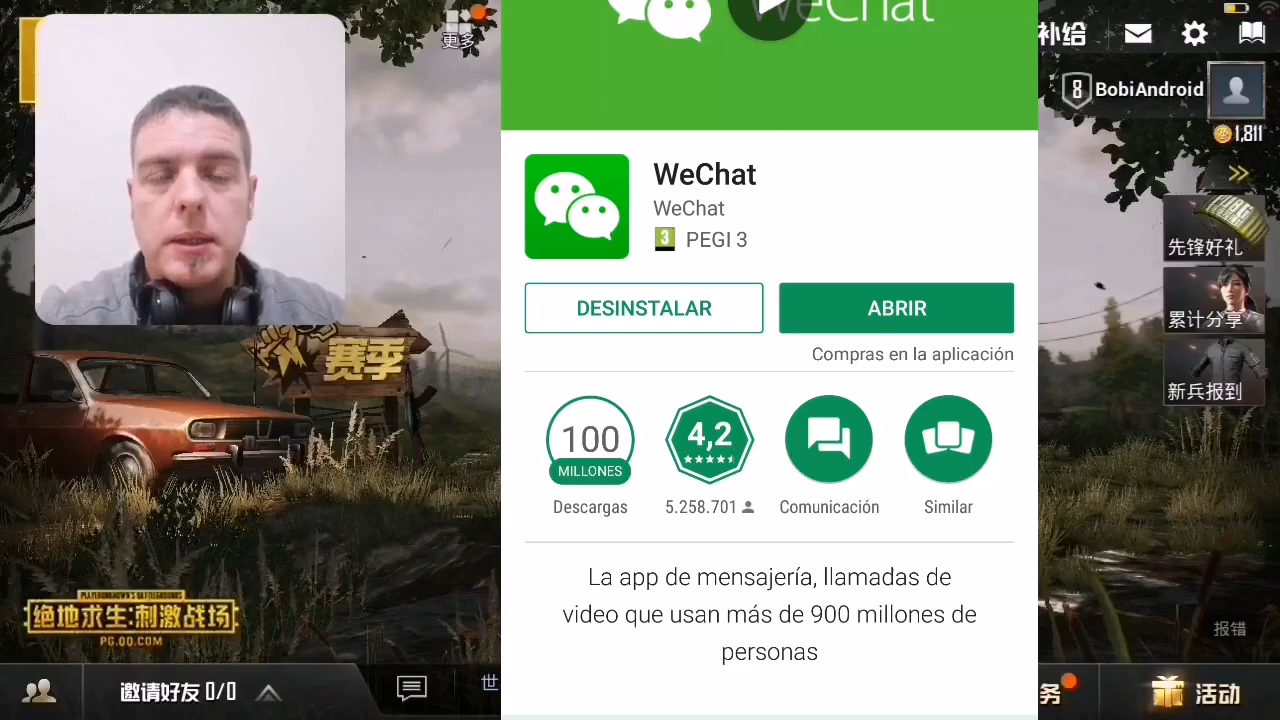 更多
WeChat
补给
8
BobiAndroid
1,811
WeChat
WeChat
3
PEGI 3
DESINSTALAR
ABRIR
Compras en la aplicación
先锋好礼
累计分享
新兵报到
赛季
100
MILLONES
4,2
Descargas
5.258.701
Comunicación
Similar
La app de mensajería, llamadas de
video que usan más de 900 millones de
personas
PLAYERUNKNOWN'S BATTLEGROUNDS
绝地求生:刺激战场
PG.QQ.COM
报错
邀请好友 0/0
世
务
活动